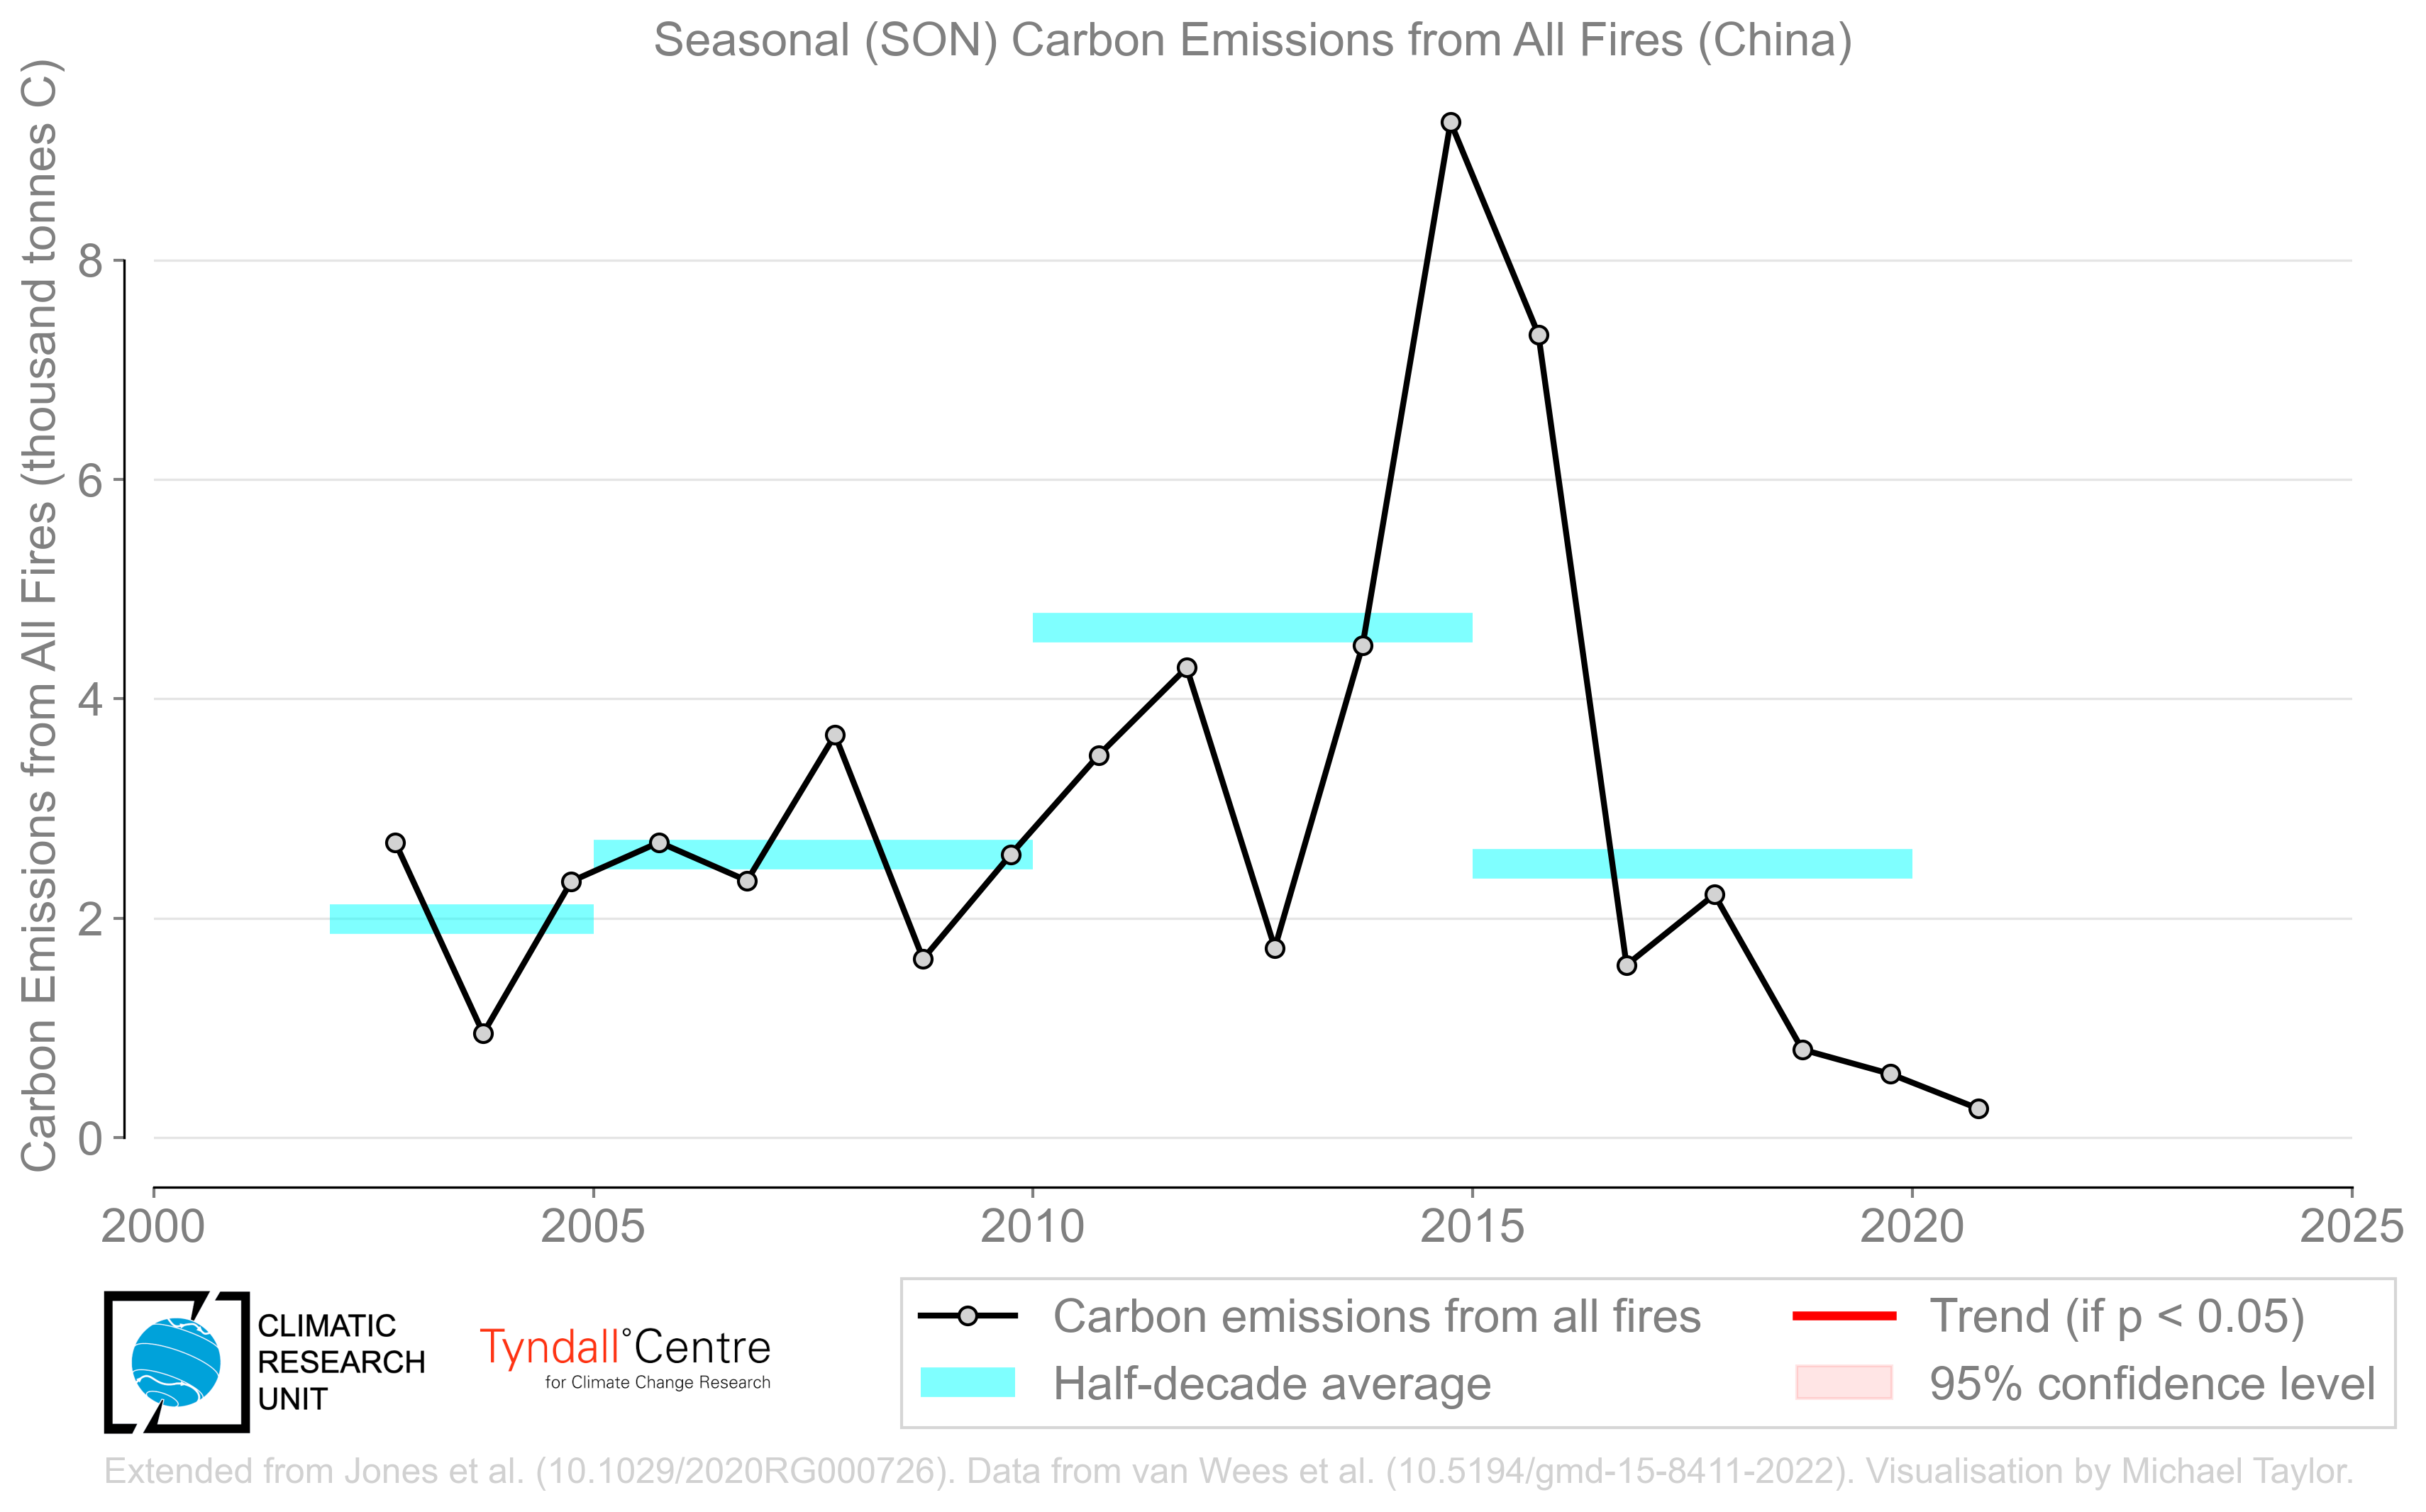 Seasonal (SON) Carbon Emissions from All Fires (China)
Carbon Emissions from All Fires (thousand tonnes C)
8
6
4
2
0
2000 2005 2010 2015 2020 2025
CLIMATIC
RESEARCH
UNIT
Tyndall°Centre
for Climate Change Research
Carbon emissions from all fires
Half-decade average
Trend (if p < 0.05)
95% confidence level
Extended from Jones et al. (10.1029/2020RG000726). Data from van Wees et al. (10.5194/gmd-15-8411-2022). Visualisation by Michael Taylor.